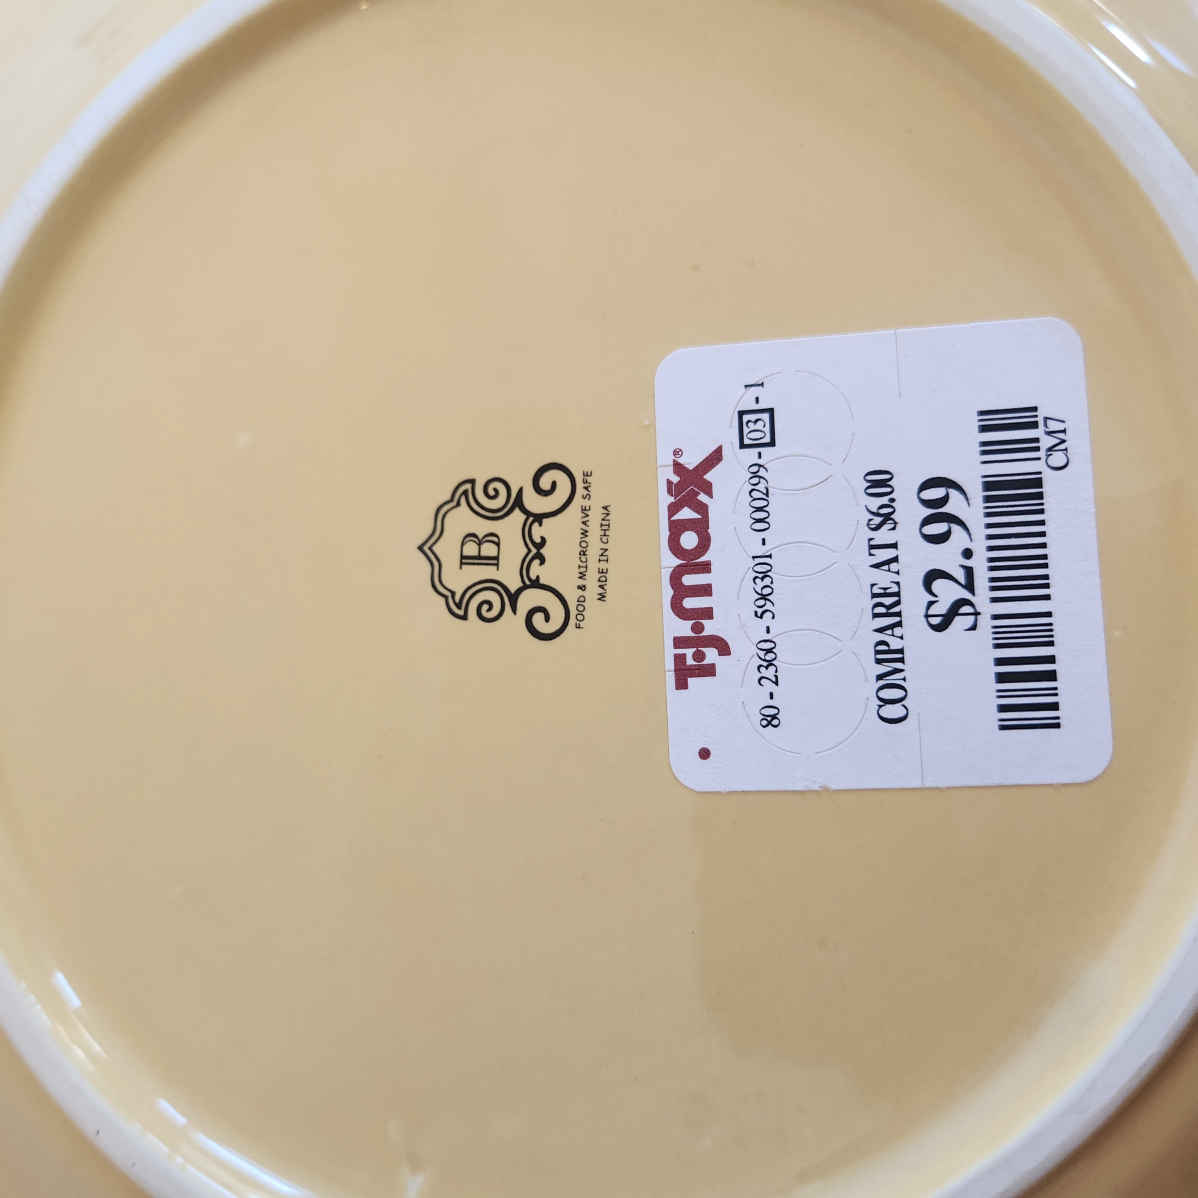 B
FOOD & MICROWAVE SAFE
MADE IN CHINA
T·J·maxx®
80 - 2360 - 596301 - 000299 - 03 - 1
COMPARE AT $6.00
$2.99
CM7